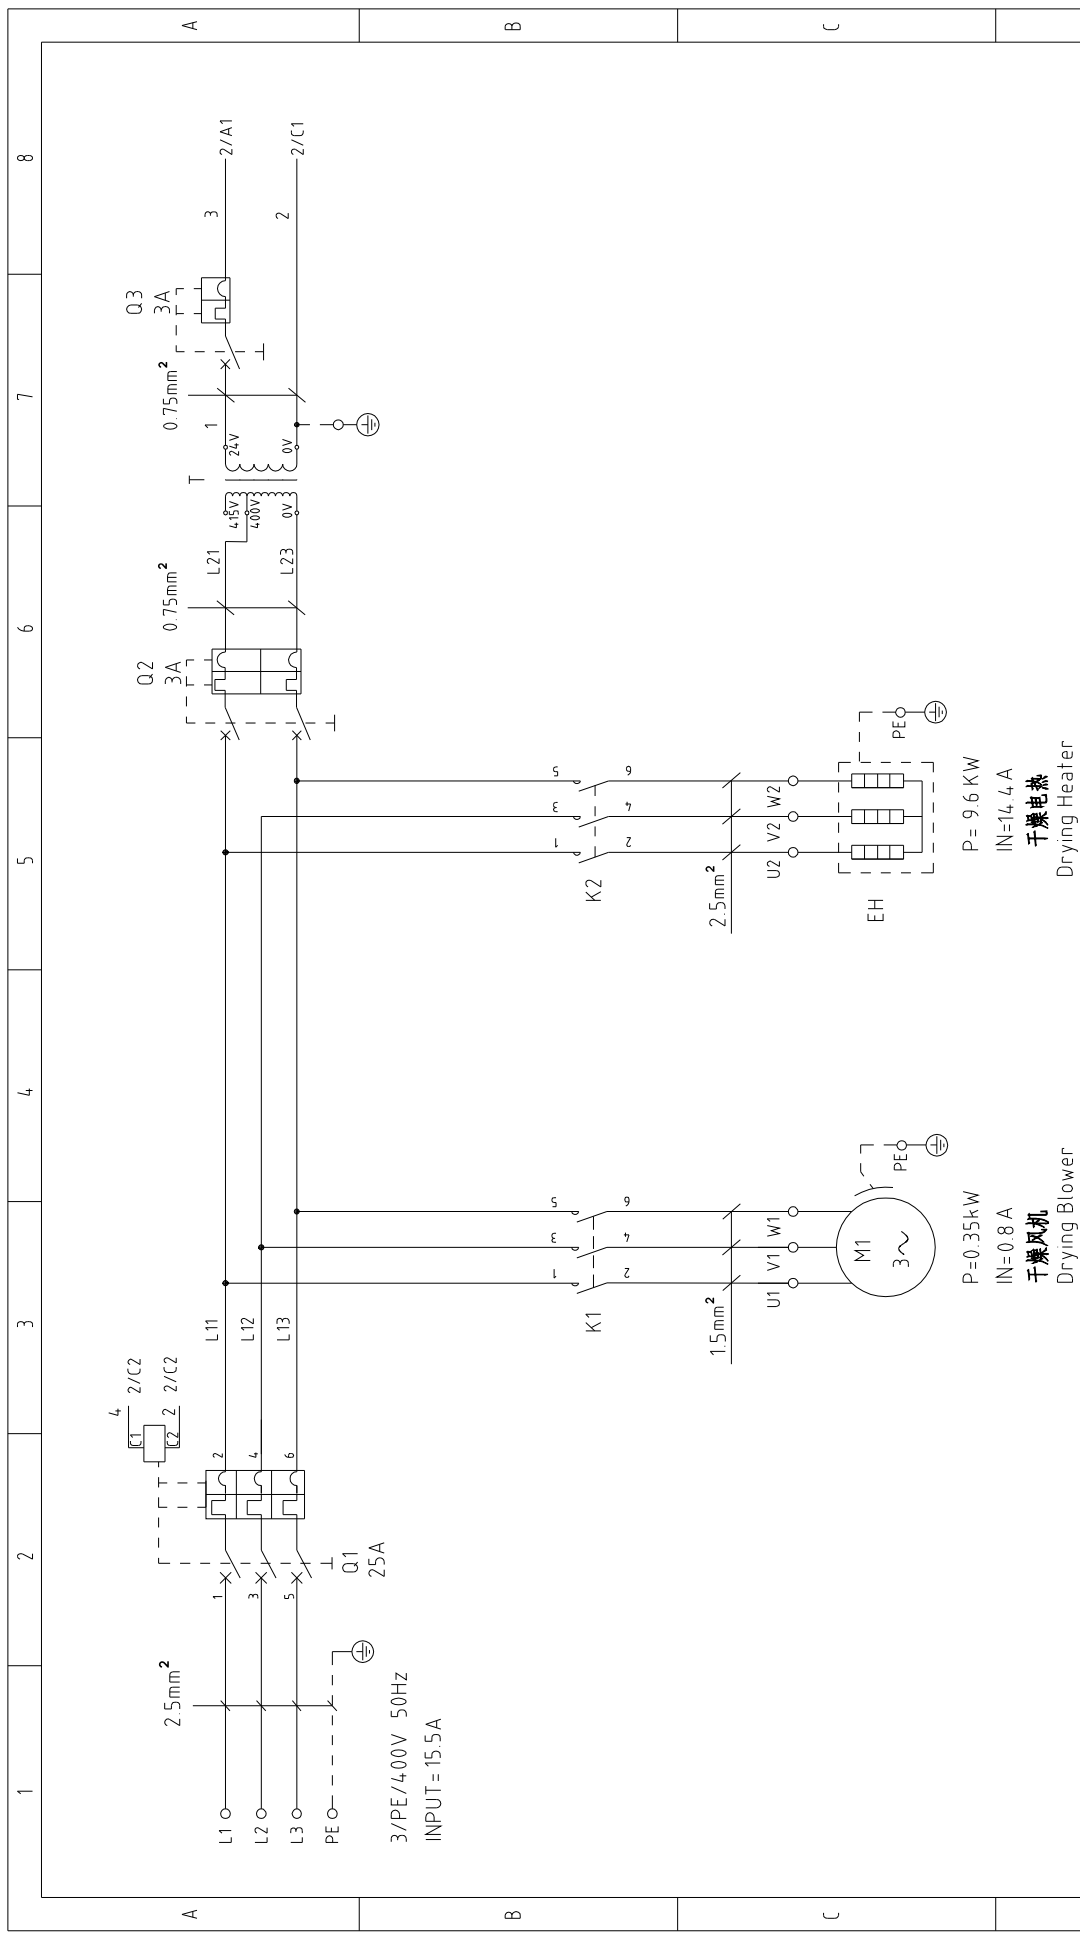 1
2
3
4
5
6
7
8
A
A
B
B
C
C
L1
L2
L3
PE
2.5mm²
3/PE/400V 50Hz
INPUT=15.5A
1
3
5
Q1
25A
2
4
6
C1
C2
4
2/C2
2
2/C2
L11
L12
L13
K1
1
3
5
2
4
6
1.5mm²
U1
V1
W1
M1
3~
PE
P=0.35kW
IN=0.8A
干燥风机
Drying Blower
K2
1
3
5
2
4
6
2.5mm²
U2
V2
W2
EH
PE
P=9.6KW
IN=14.4A
干燥电热
Drying Heater
Q2
3A
0.75mm²
L21
L23
T
415V
400V
0V
24V
0V
1
0.75mm²
Q3
3A
3
2
2/A1
2/C1